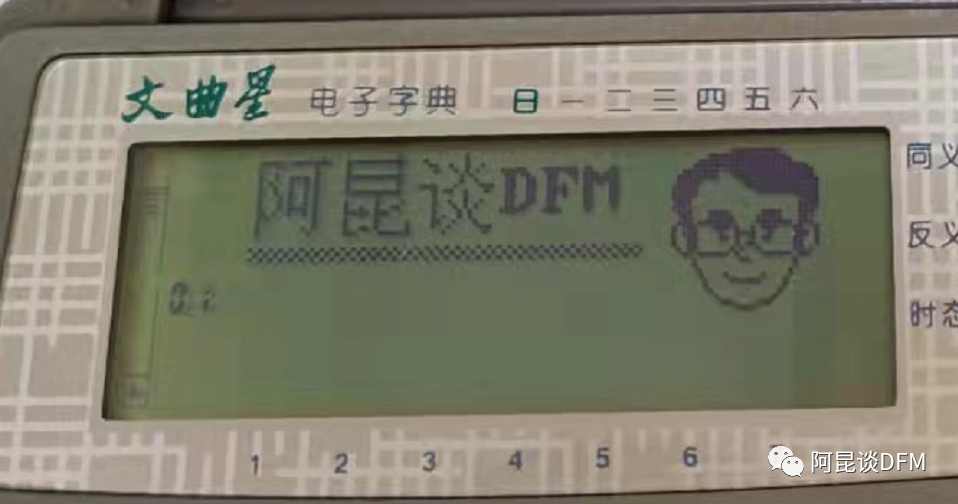 文曲星 电子字典 日 一 二 三 四 五 六
同义
反义
时态
阿昆谈DFM
1 2 3 4 5 6
阿昆谈DFM